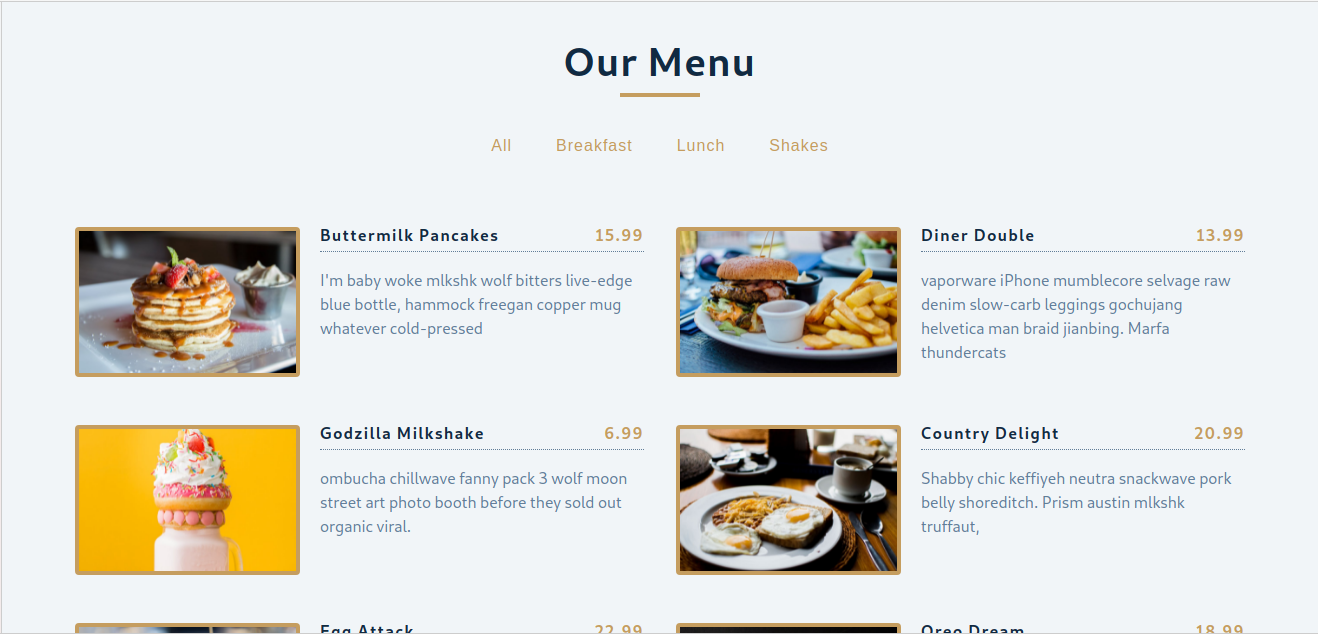 Our Menu
All Breakfast Lunch Shakes
Buttermilk Pancakes 15.99
I'm baby woke mlkshk wolf bitters live-edge
blue bottle, hammock freegan copper mug
whatever cold-pressed
Diner Double 13.99
vaporware iPhone mumblecore selvage raw
denim slow-carb leggings gochujang
helvetica man braid jianbing. Marfa
thundercats
Godzilla Milkshake 6.99
ombucha chillwave fanny pack 3 wolf moon
street art photo booth before they sold out
organic viral.
Country Delight 20.99
Shabby chic keffiyeh neutra snackwave pork
belly shoreditch. Prism austin mlkshk
truffaut,
Egg Attack 22.99
Oreo Dream 18.99